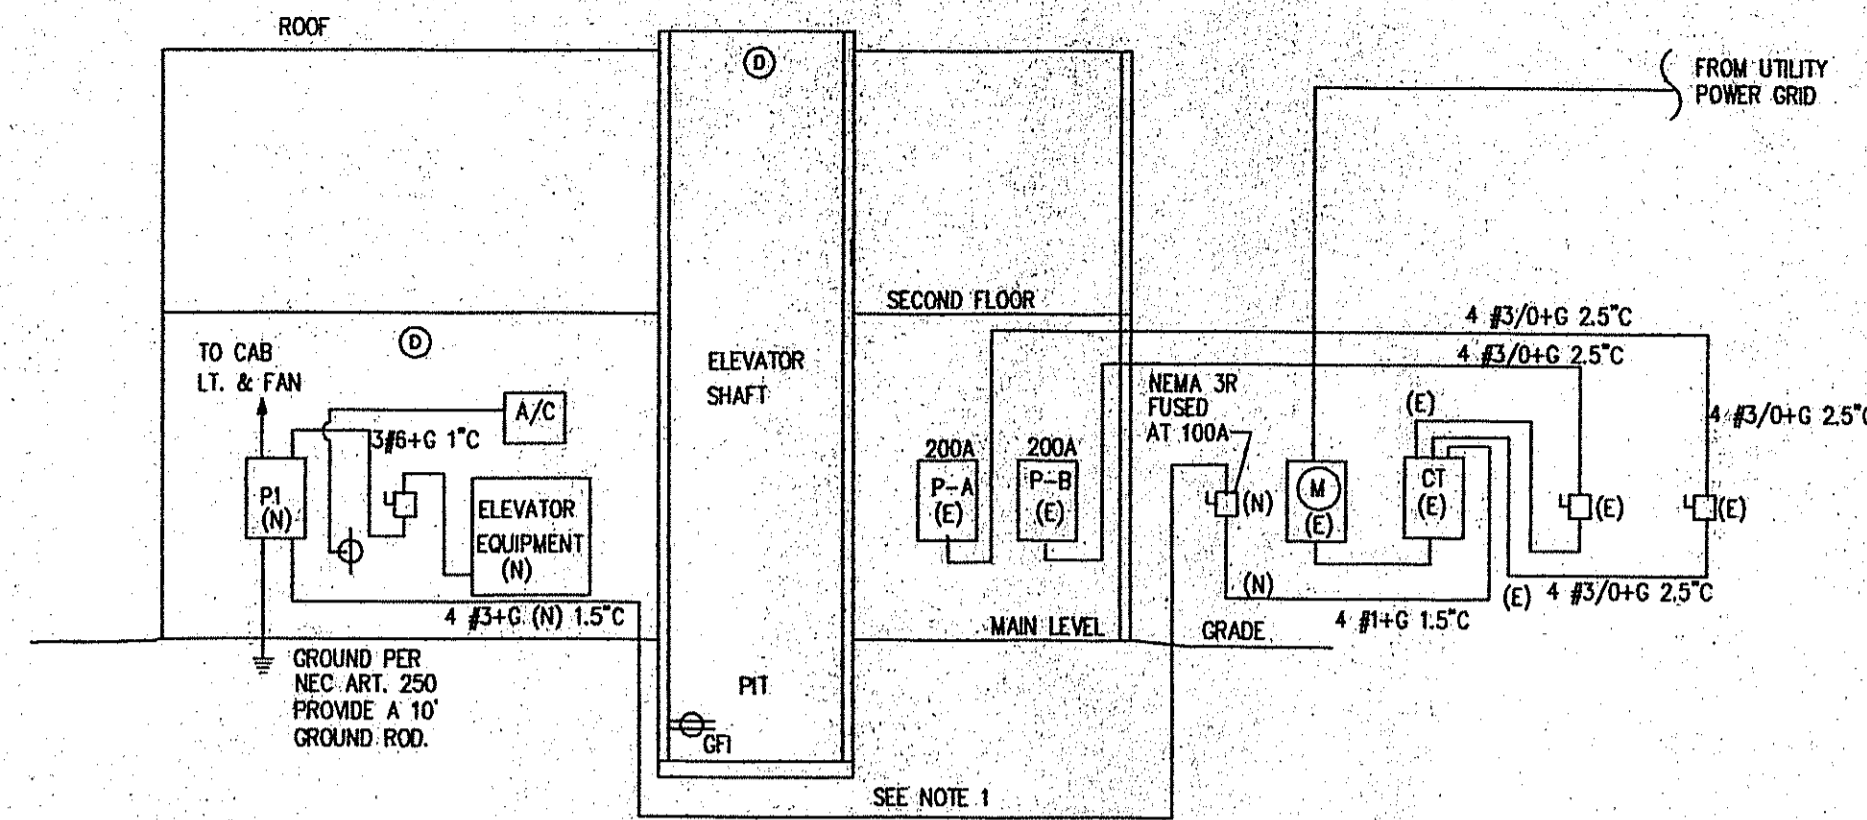 ROOF
D
FROM UTILITY
POWER GRID
SECOND FLOOR
4 #3/0+G 2.5"C
D
TO CAB
LT. & FAN
ELEVATOR
SHAFT
4 #3/0+G 2.5"C
NEMA 3R
FUSED
AT 100A
A/C
(E)
4 #3/0+G 2.5"C
3#6+G 1"C
200A
P-A
(E)
200A
P-B
(E)
P1
(N)
L
ELEVATOR
EQUIPMENT
(N)
L
(N)
M
(E)
CT
(E)
L
(E)
L
(E)
(N)
(E)
4 #3/0+G 2.5"C
4 #3+G (N) 1.5"C
MAIN LEVEL
GRADE
4 #1+G 1.5"C
GROUND PER
NEC ART. 250
PROVIDE A 10'
GROUND ROD.
PIT
GFI
SEE NOTE 1